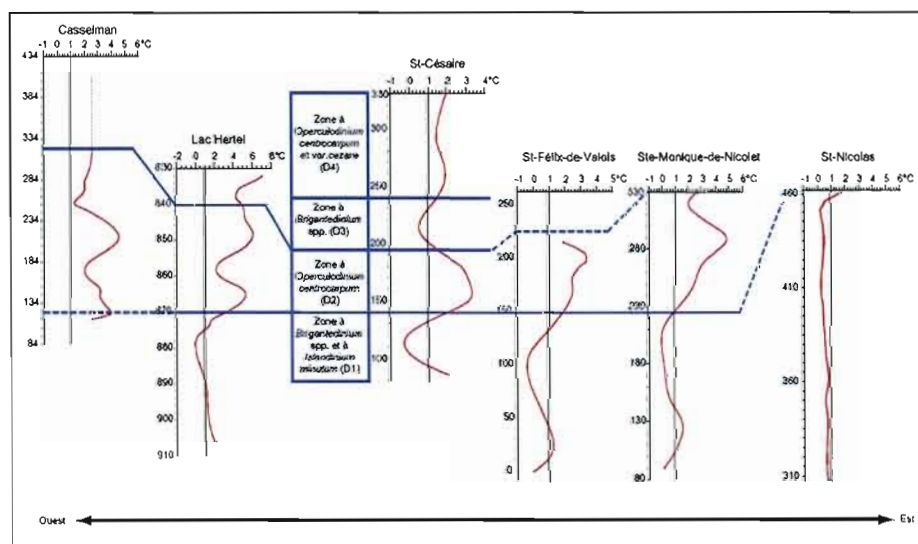 Casselman
-1 0 1 2 3 4 5 6°C
434
384
334
284
234
184
134
84
Lac Hertel
-2 0 2 4 6 8°C
830
840
850
860
870
880
890
900
910
Zone à
Operculodinium
centrocarpum
et var. cezare
(D4)
Zone à
Brigantedinium
spp. (D3)
Zone à
Operculodinium
centrocarpum
(D2)
Zone à
Brigantedinium
spp. et à
Islandinium
minutum (D1)
St-Césaire
-1 0 1 2 3 4°C
330
300
250
200
150
100
St-Félix-de-Valois
-1 0 1 2 3 4 5°C
250
200
150
100
50
0
Ste-Monique-de-Nicolet
-1 0 1 2 3 4 5 6°C
330
280
230
180
130
80
St-Nicolas
-1 0 1 2 3 4 5 6°C
460
410
360
310
Ouest
Est